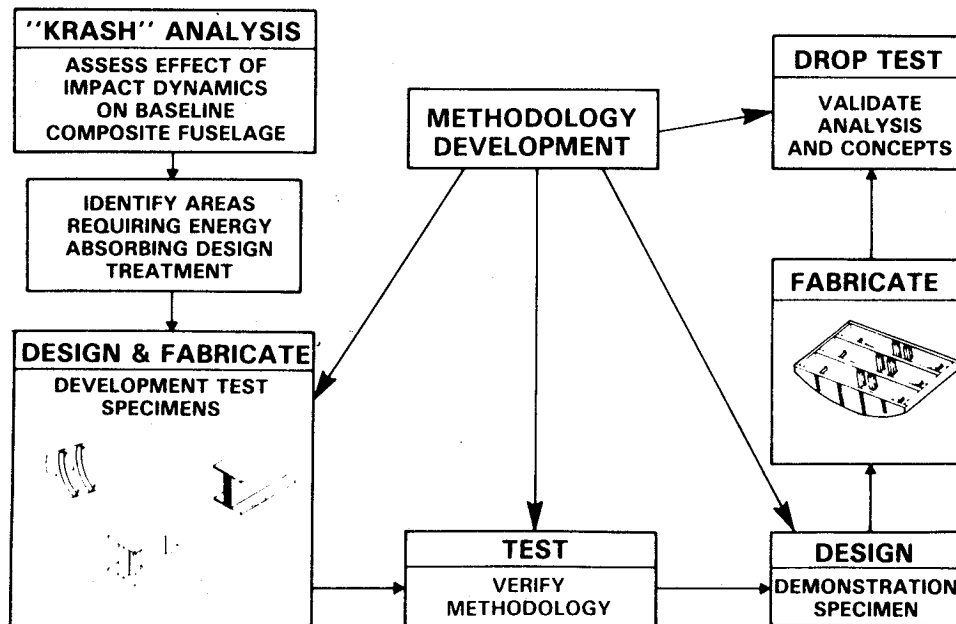 "KRASH" ANALYSIS
ASSESS EFFECT OF
IMPACT DYNAMICS
ON BASELINE
COMPOSITE FUSELAGE
IDENTIFY AREAS
REQUIRING ENERGY
ABSORBING DESIGN
TREATMENT
DESIGN & FABRICATE
DEVELOPMENT TEST
SPECIMENS
METHODOLOGY
DEVELOPMENT
TEST
VERIFY
METHODOLOGY
DESIGN
DEMONSTRATION
SPECIMEN
FABRICATE
DROP TEST
VALIDATE
ANALYSIS
AND CONCEPTS